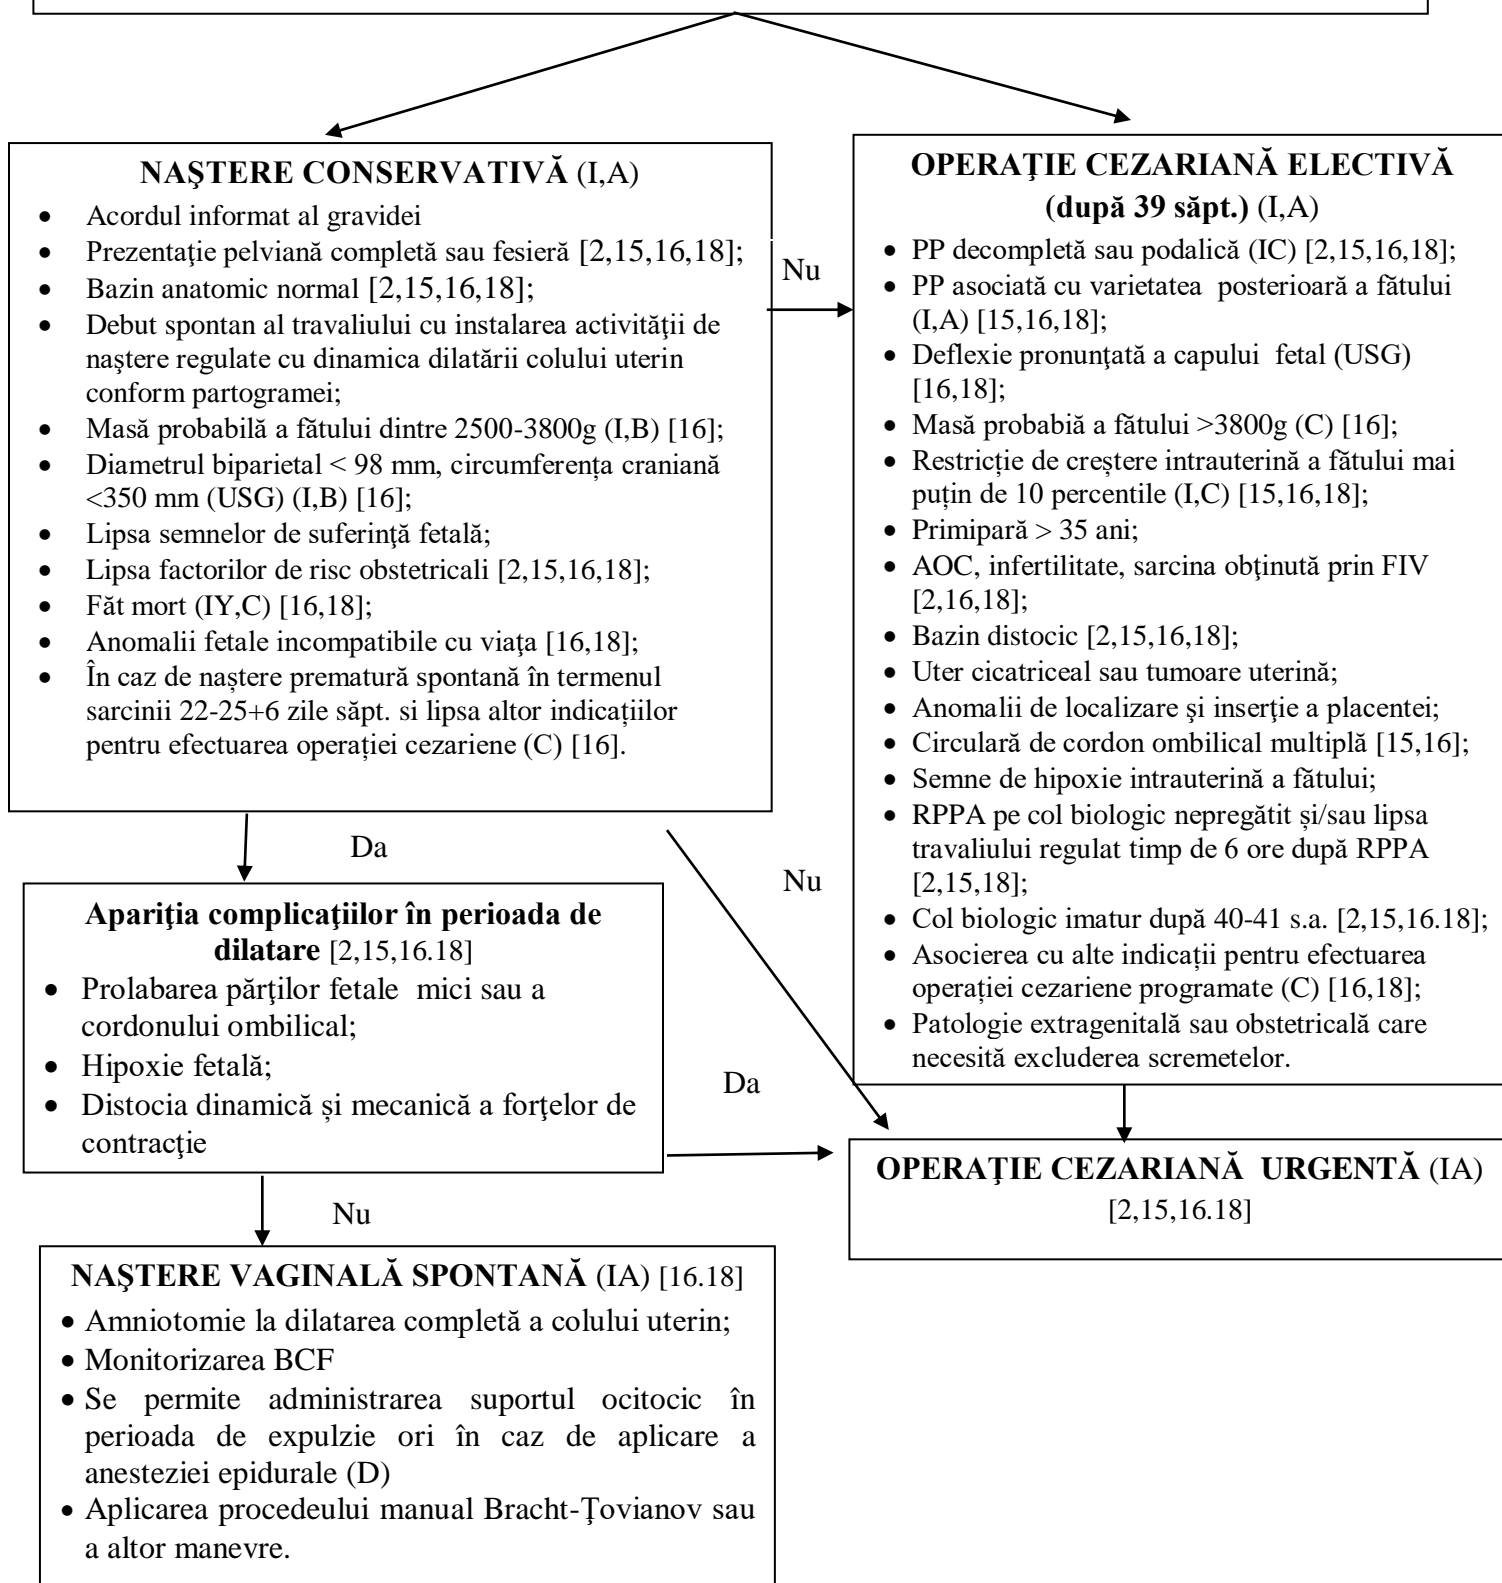 NAŞTERE CONSERVATIVĂ (I,A)
• Acordul informat al gravidei
• Prezentaţie pelviană completă sau fesieră [2,15,16,18];
• Bazin anatomic normal [2,15,16,18];
• Debut spontan al travaliului cu instalarea activităţii de
naştere regulate cu dinamica dilatării colului uterin
conform partogramei;
• Masă probabilă a fătului dintre 2500-3800g (I,B) [16];
• Diametrul biparietal < 98 mm, circumferința craniană
<350 mm (USG) (I,B) [16];
• Lipsa semnelor de suferinţă fetală;
• Lipsa factorilor de risc obstetricali [2,15,16,18];
• Făt mort (IY,C) [16,18];
• Anomalii fetale incompatibile cu viaţa [16,18];
• În caz de naștere prematură spontană în termenul
sarcinii 22-25+6 zile săpt. si lipsa altor indicațiilor
pentru efectuarea operației cezariene (C) [16].
Nu
OPERAŢIE CEZARIANĂ ELECTIVĂ
(după 39 săpt.) (I,A)
• PP decompletă sau podalică (IC) [2,15,16,18];
• PP asociată cu varietatea posterioară a fătului
(I,A) [15,16,18];
• Deflexie pronunţată a capului fetal (USG)
[16,18];
• Masă probabiă a fătului >3800g (C) [16];
• Restricție de creștere intrauterină a fătului mai
puțin de 10 percentile (I,C) [15,16,18];
• Primipară > 35 ani;
• AOC, infertilitate, sarcina obţinută prin FIV
[2,16,18];
• Bazin distocic [2,15,16,18];
• Uter cicatriceal sau tumoare uterină;
• Anomalii de localizare şi inserţie a placentei;
• Circulară de cordon ombilical multiplă [15,16];
• Semne de hipoxie intrauterină a fătului;
• RPPA pe col biologic nepregătit și/sau lipsa
travaliului regulat timp de 6 ore după RPPA
[2,15,18];
• Col biologic imatur după 40-41 s.a. [2,15,16.18];
• Asocierea cu alte indicații pentru efectuarea
operației cezariene programate (C) [16,18];
• Patologie extragenitală sau obstetricală care
necesită excluderea scremetelor.
Da
Nu
Apariţia complicaţiilor în perioada de
dilatare [2,15,16.18]
• Prolabarea părţilor fetale mici sau a
cordonului ombilical;
• Hipoxie fetală;
• Distocia dinamică și mecanică a forţelor de
contracţie
Da
OPERAŢIE CEZARIANĂ URGENTĂ (IA)
[2,15,16.18]
Nu
NAŞTERE VAGINALĂ SPONTANĂ (IA) [16.18]
• Amniotomie la dilatarea completă a colului uterin;
• Monitorizarea BCF
• Se permite administrarea suportul ocitocic în
perioada de expulzie ori în caz de aplicare a
anesteziei epidurale (D)
• Aplicarea procedeului manual Bracht-Ţovianov sau
a altor manevre.